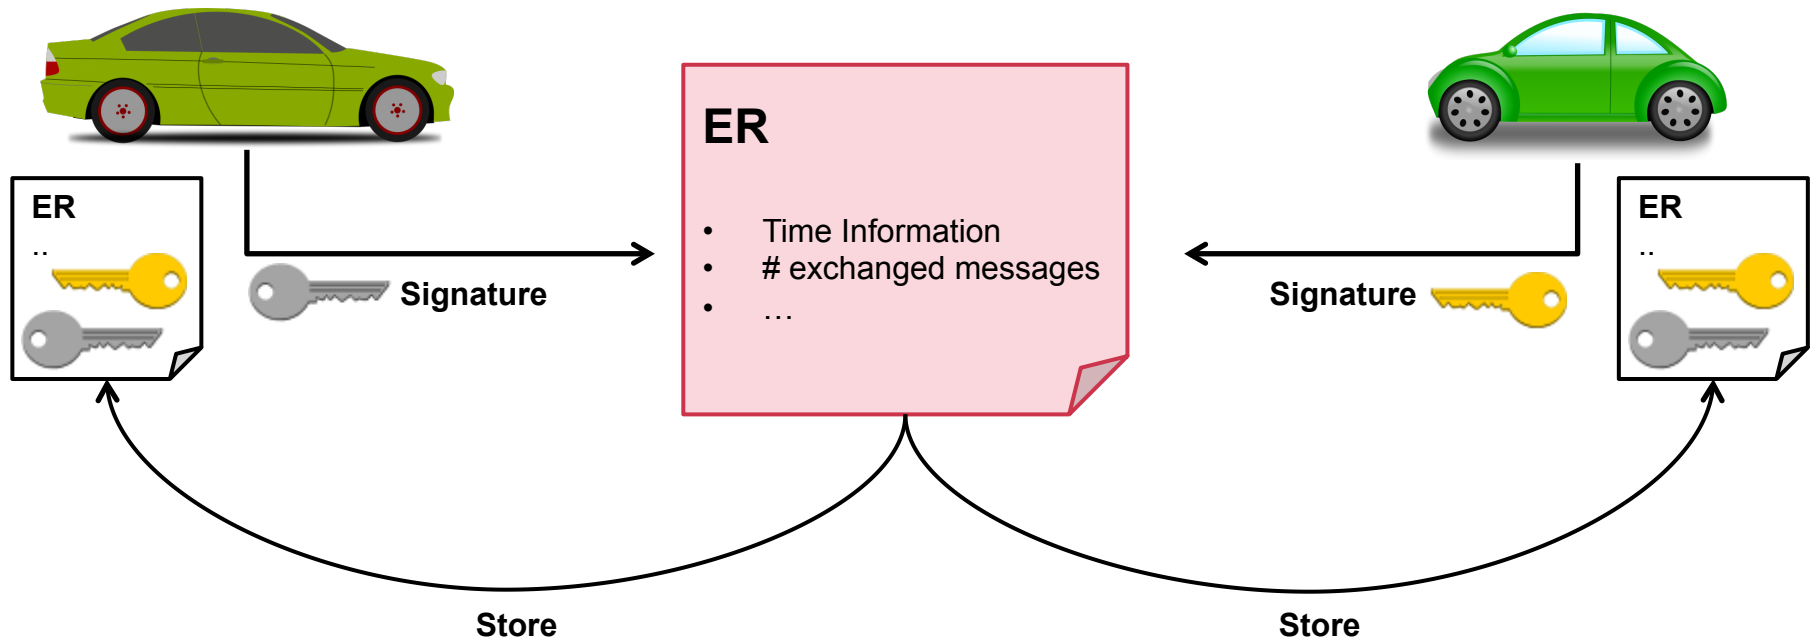 ER
..
Signature
ER
• Time Information
• # exchanged messages
• …
Signature
ER
..
Store
Store